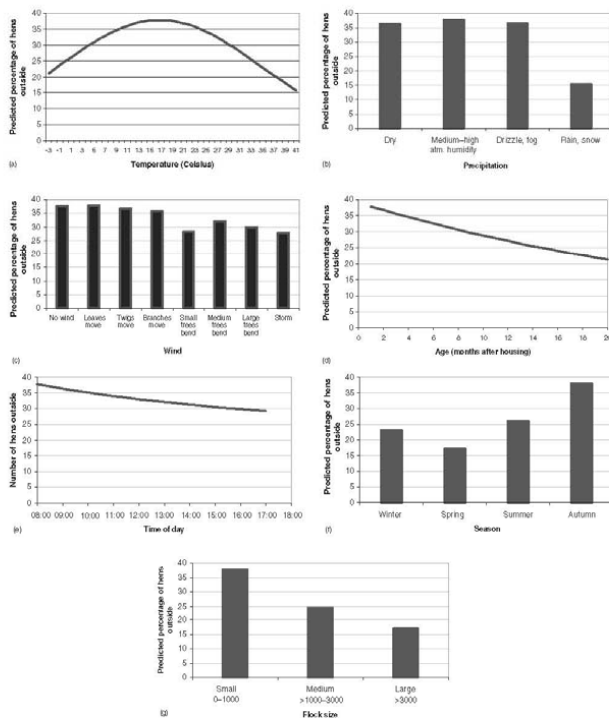 Predicted percentage of hens
outside
40
35
30
25
20
15
10
5
0
-3 -1 1 3 5 7 9 11 13 15 17 19 21 23 25 27 29 31 33 35 37 39 41
(a)
Temperature (Celsius)
Predicted percentage of hens
outside
40
35
30
25
20
15
10
5
0
Dry
Medium–high
atm. humidity
Drizzle, fog
Rain, snow
(b)
Precipitation
Predicted percentage of hens
outside
40
35
30
25
20
15
10
5
0
No wind
Leaves
move
Twigs
move
Branches
move
Small
trees
bend
Medium
trees
bend
Large
trees
bend
Storm
(c)
Wind
Predicted percentage of hens
outside
40
35
30
25
20
15
10
5
0
0 2 4 6 8 10 12 14 16 18 20
(d)
Age (months after housing)
Number of hens outside
40
35
30
25
20
15
10
5
0
08:00 09:00 10:00 11:00 12:00 13:00 14:00 15:00 16:00 17:00 18:00
(e)
Time of day
Predicted percentage of hens
outside
40
35
30
25
20
15
10
5
0
Winter Spring Summer Autumn
(f)
Season
Predicted percentage of hens
outside
40
35
30
25
20
15
10
5
0
Small
0–1000
Medium
>1000–3000
Large
>3000
(g)
Flock size